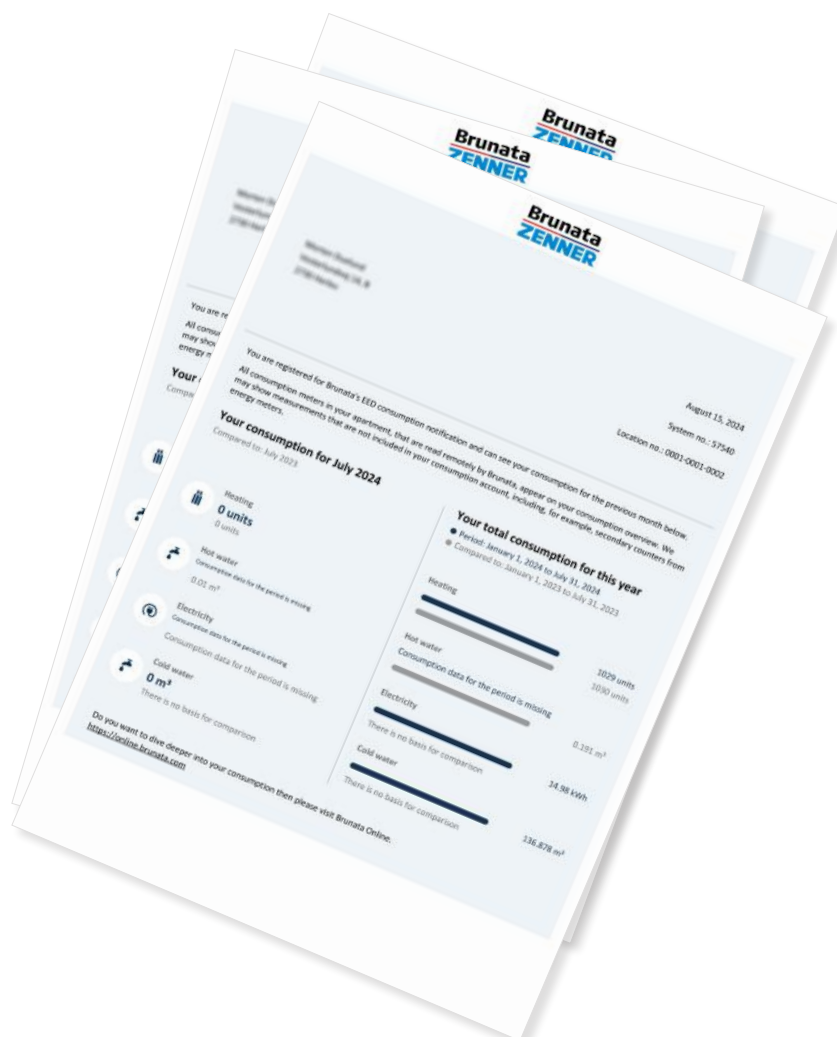 Brunata
ZENNER
Brunata
ZENNER
Brunata
ZENNER
August 15, 2024
System no.: 57540
Location no.: 0001-0001-0002
You are re
All consu
may show
energy m
Your
Compa
You are registered for Brunata's EED consumption notification and can see your consumption for the previous month below.
All consumption meters in your apartment, that are read remotely by Brunata, appear on your consumption overview. We
may show measurements that are not included in your consumption account, including, for example, secondary counters from
energy meters.
Your consumption for July 2024
Compared to: July 2023
Heating
0 units
0 units
Hot water
Consumption data for the period is missing
0.01 m³
Electricity
Consumption data for the period is missing
Consumption data for the period is missing
Cold water
0 m³
There is no basis for comparison
Your total consumption for this year
Period: January 1, 2024 to July 31, 2024
Compared to: January 1, 2023 to July 31, 2023
Heating
1029 units
1030 units
Hot water
Consumption data for the period is missing
0.191 m³
Electricity
14.98 kWh
There is no basis for comparison
Cold water
136.878 m³
There is no basis for comparison
Do you want to dive deeper into your consumption then please visit Brunata Online.
https://online.brunata.com